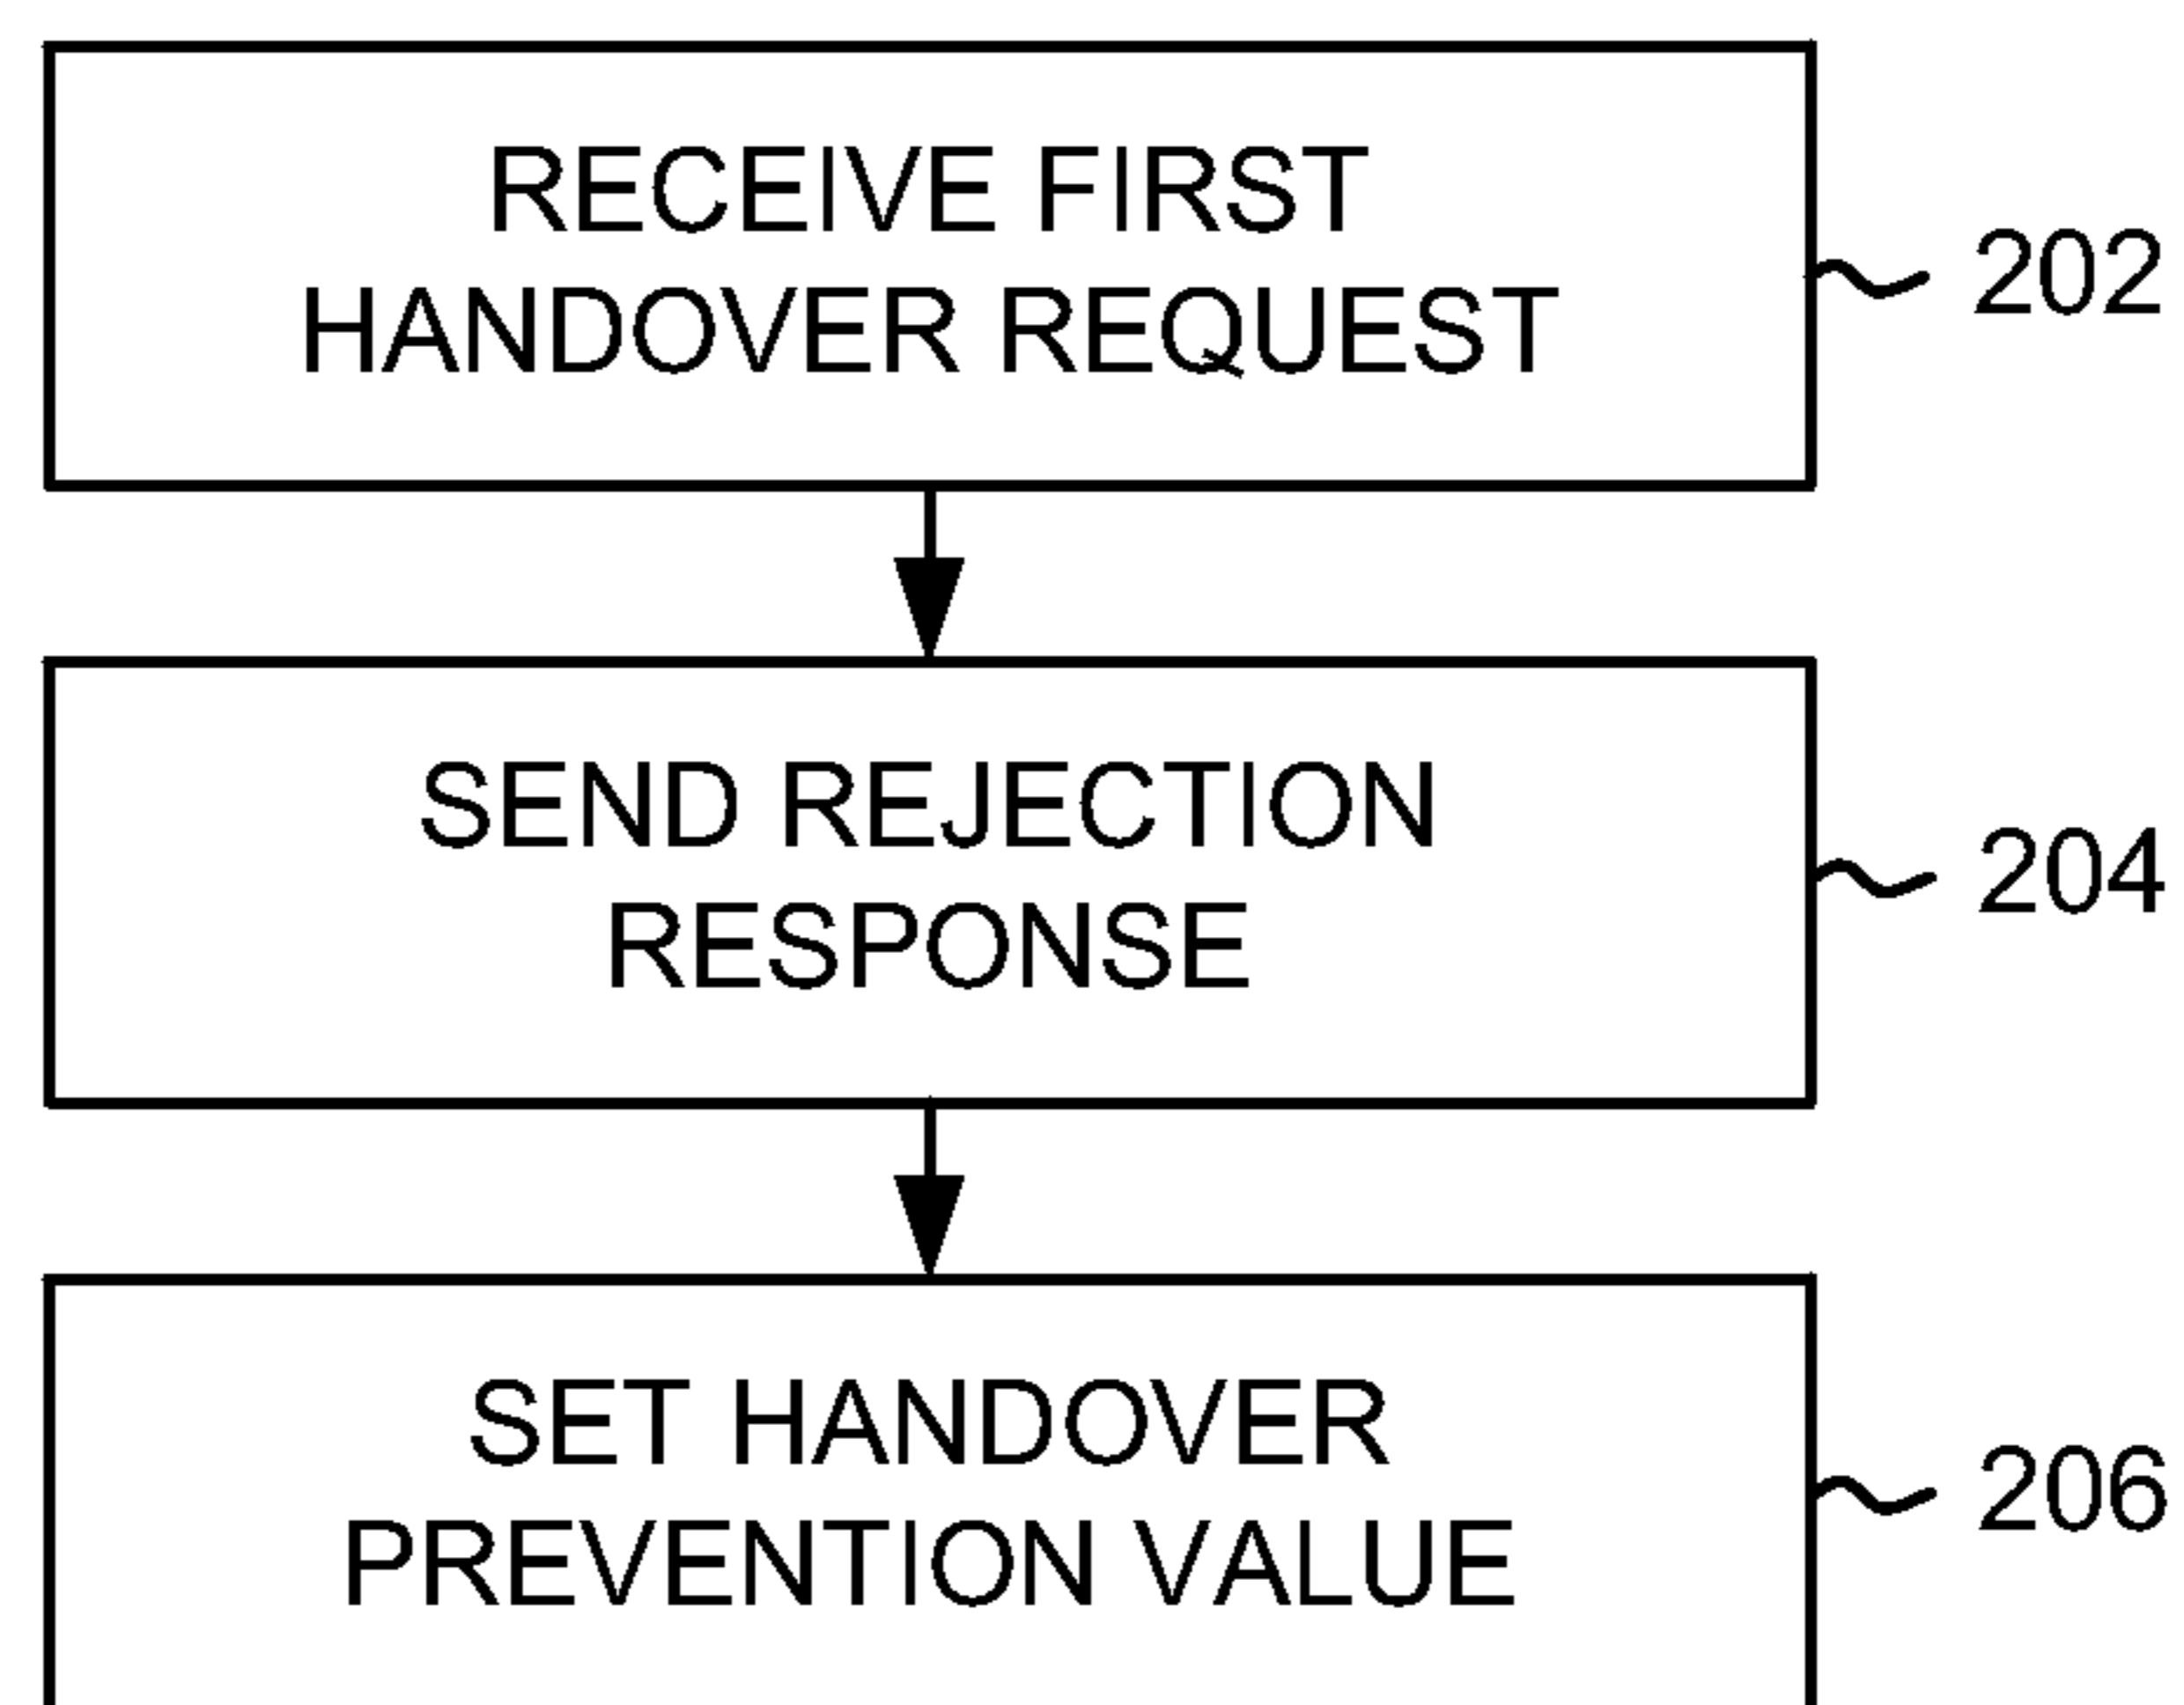 RECEIVE FIRST
HANDOVER REQUEST
202
SEND REJECTION
RESPONSE
204
SET HANDOVER
PREVENTION VALUE
206